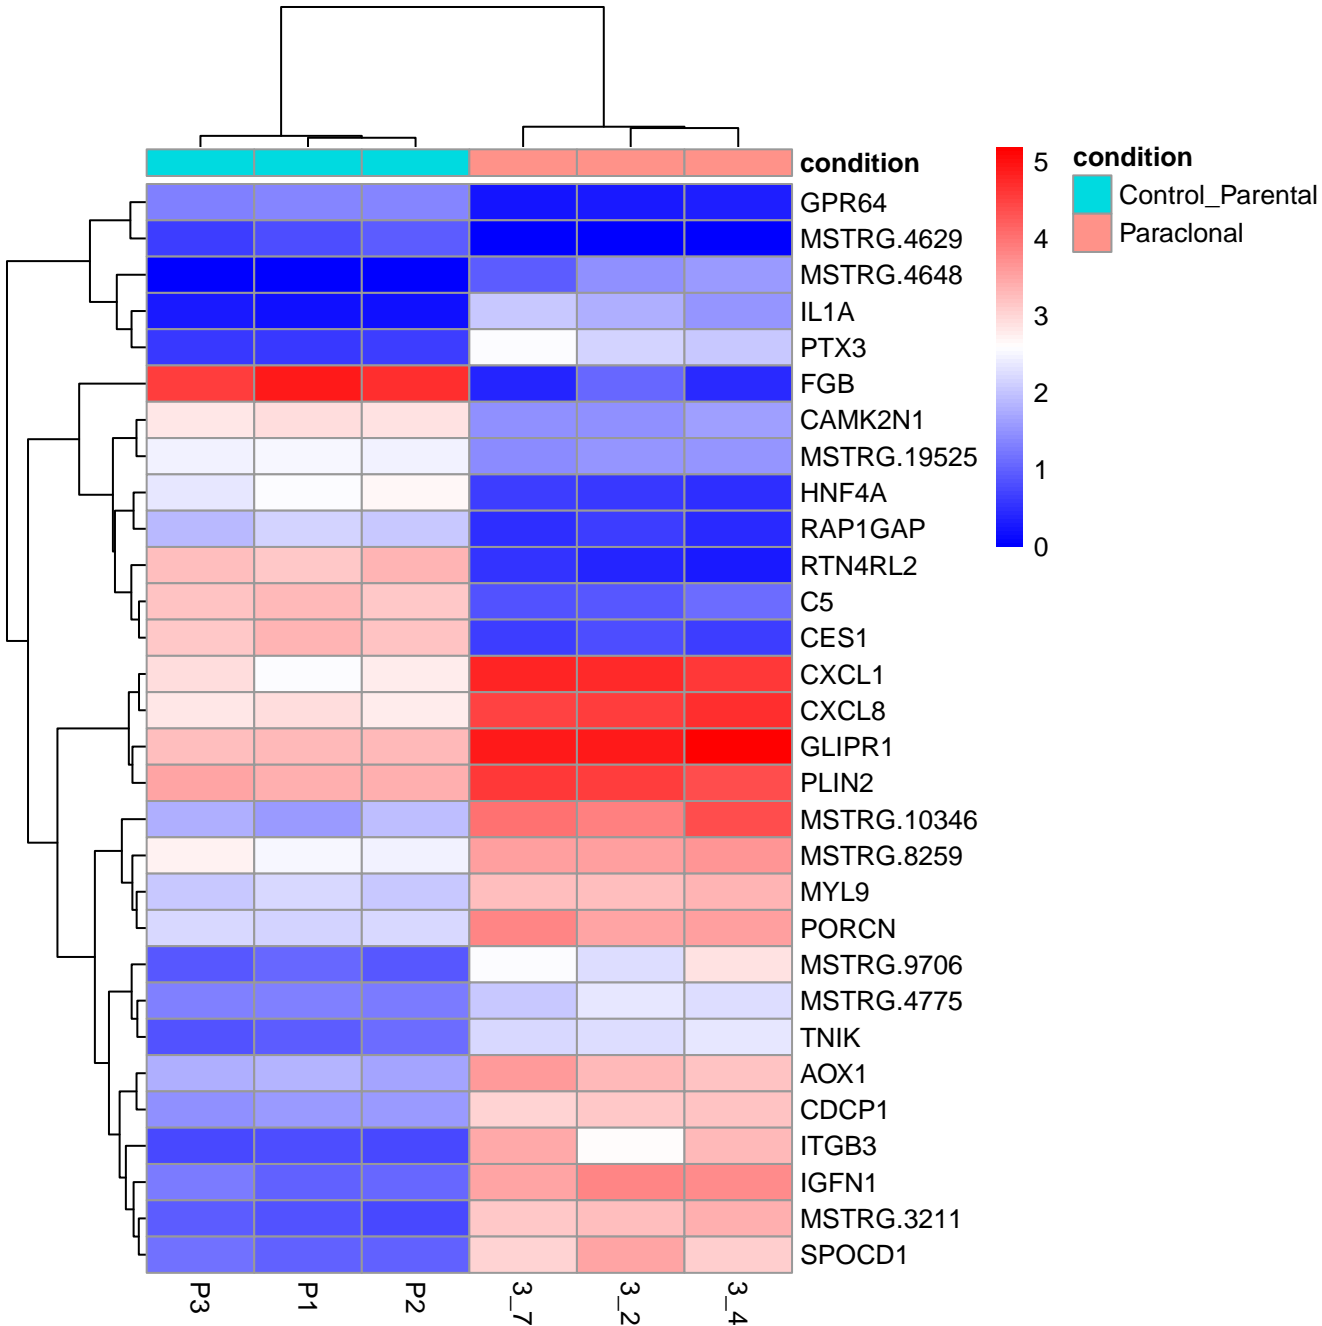 condition
GPR64
MSTRG.4629
MSTRG.4648
IL1A
PTX3
FGB
CAMK2N1
MSTRG.19525
HNF4A
RAP1GAP
RTN4RL2
C5
CES1
CXCL1
CXCL8
GLIPR1
PLIN2
MSTRG.10346
MSTRG.8259
MYL9
PORCN
MSTRG.9706
MSTRG.4775
TNIK
AOX1
CDCP1
ITGB3
IGFN1
MSTRG.3211
SPOCD1
P3
P1
P2
3_7
3_2
3_4
5
4
3
2
1
0
condition
Control_Parental
Paraclonal